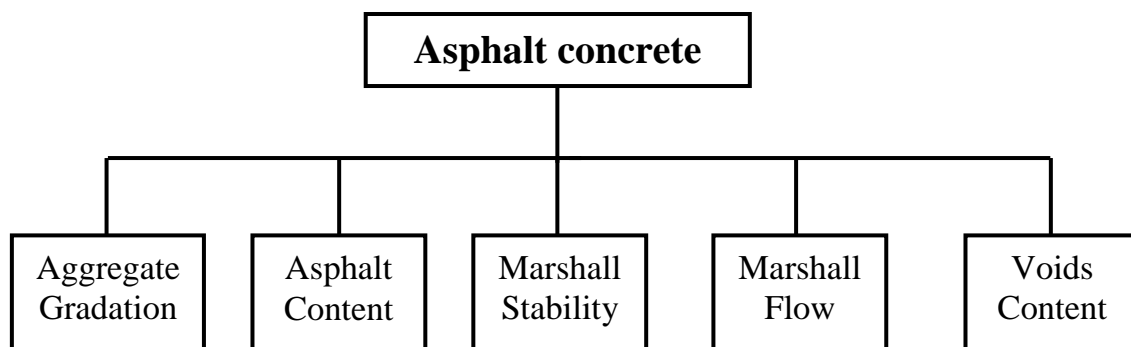 Asphalt concrete
Aggregate
Gradation
Asphalt
Content
Marshall
Stability
Marshall
Flow
Voids
Content